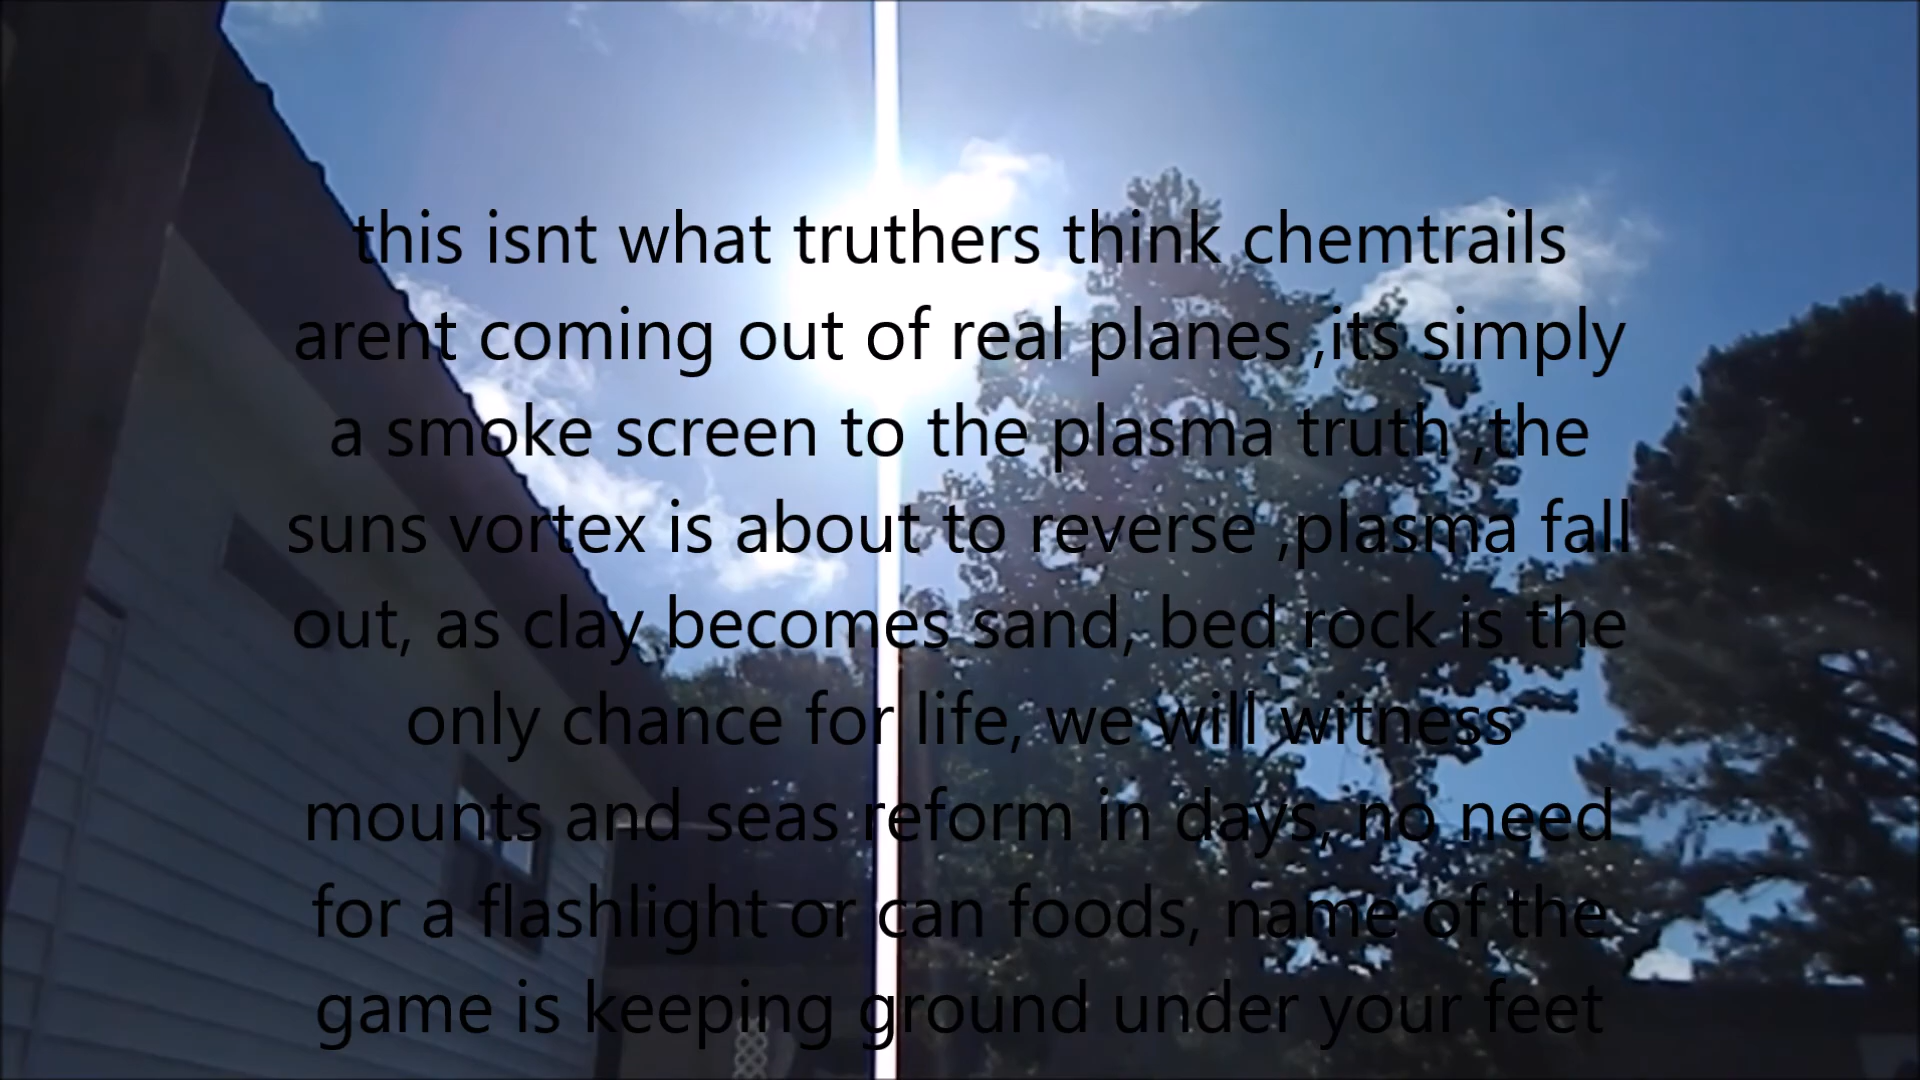 this isnt what truthers think chemtrails
arent coming out of real planes ,its simply
a smoke screen to the plasma truth ,the
suns vortex is about to reverse ,plasma fall
out, as clay becomes sand, bed rock is the
only chance for life, we will witness
mounts and seas reform in days, no need
for a flashlight or can foods, name of the
game is keeping ground under your feet